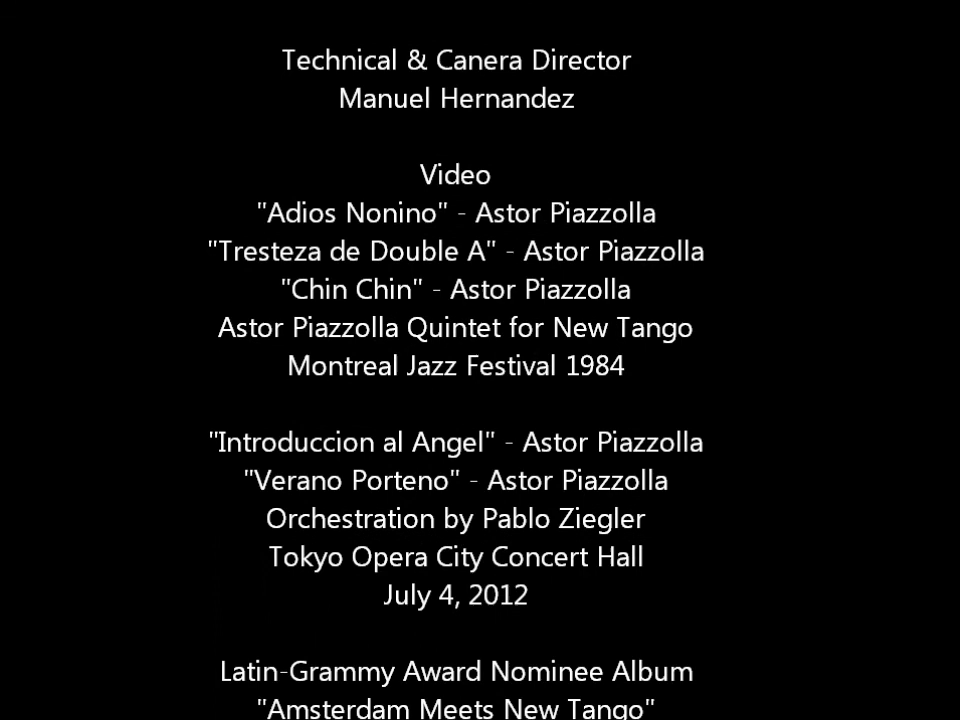 Technical & Canera Director
Manuel Hernandez
Video
"Adios Nonino" - Astor Piazzolla
"Tresteza de Double A" - Astor Piazzolla
"Chin Chin" - Astor Piazzolla
Astor Piazzolla Quintet for New Tango
Montreal Jazz Festival 1984
"Introduccion al Angel" - Astor Piazzolla
"Verano Porteno" - Astor Piazzolla
Orchestration by Pablo Ziegler
Tokyo Opera City Concert Hall
July 4, 2012
Latin-Grammy Award Nominee Album
"Amsterdam Meets New Tango"